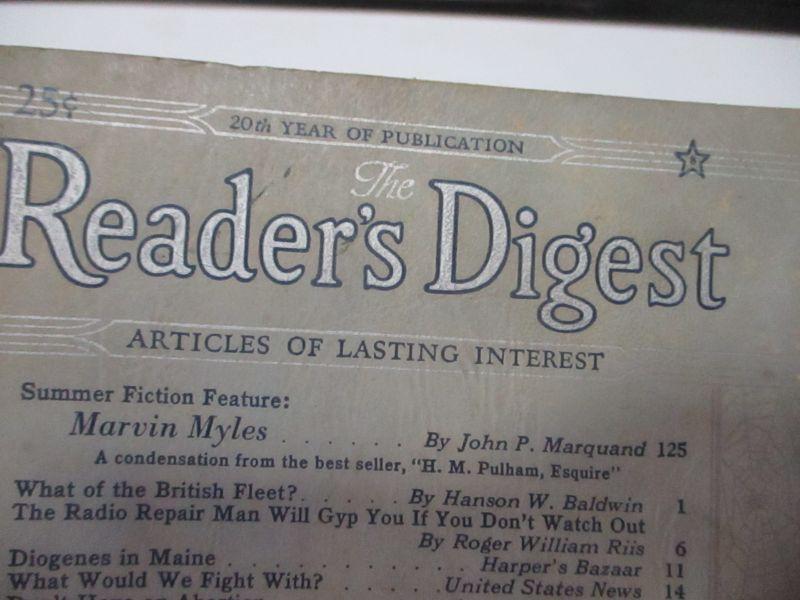 25¢
20th YEAR OF PUBLICATION
The
Reader's Digest
ARTICLES OF LASTING INTEREST
Summer Fiction Feature:
Marvin Myles . . . . . . By John P. Marquand 125
A condensation from the best seller, "H. M. Pulham, Esquire"
What of the British Fleet? . . . . . By Hanson W. Baldwin 1
The Radio Repair Man Will Gyp You If You Don't Watch Out
By Roger William Riis 6
Diogenes in Maine . . . . . . . . . . . Harper's Bazaar 11
What Would We Fight With? . . . . . United States News 14